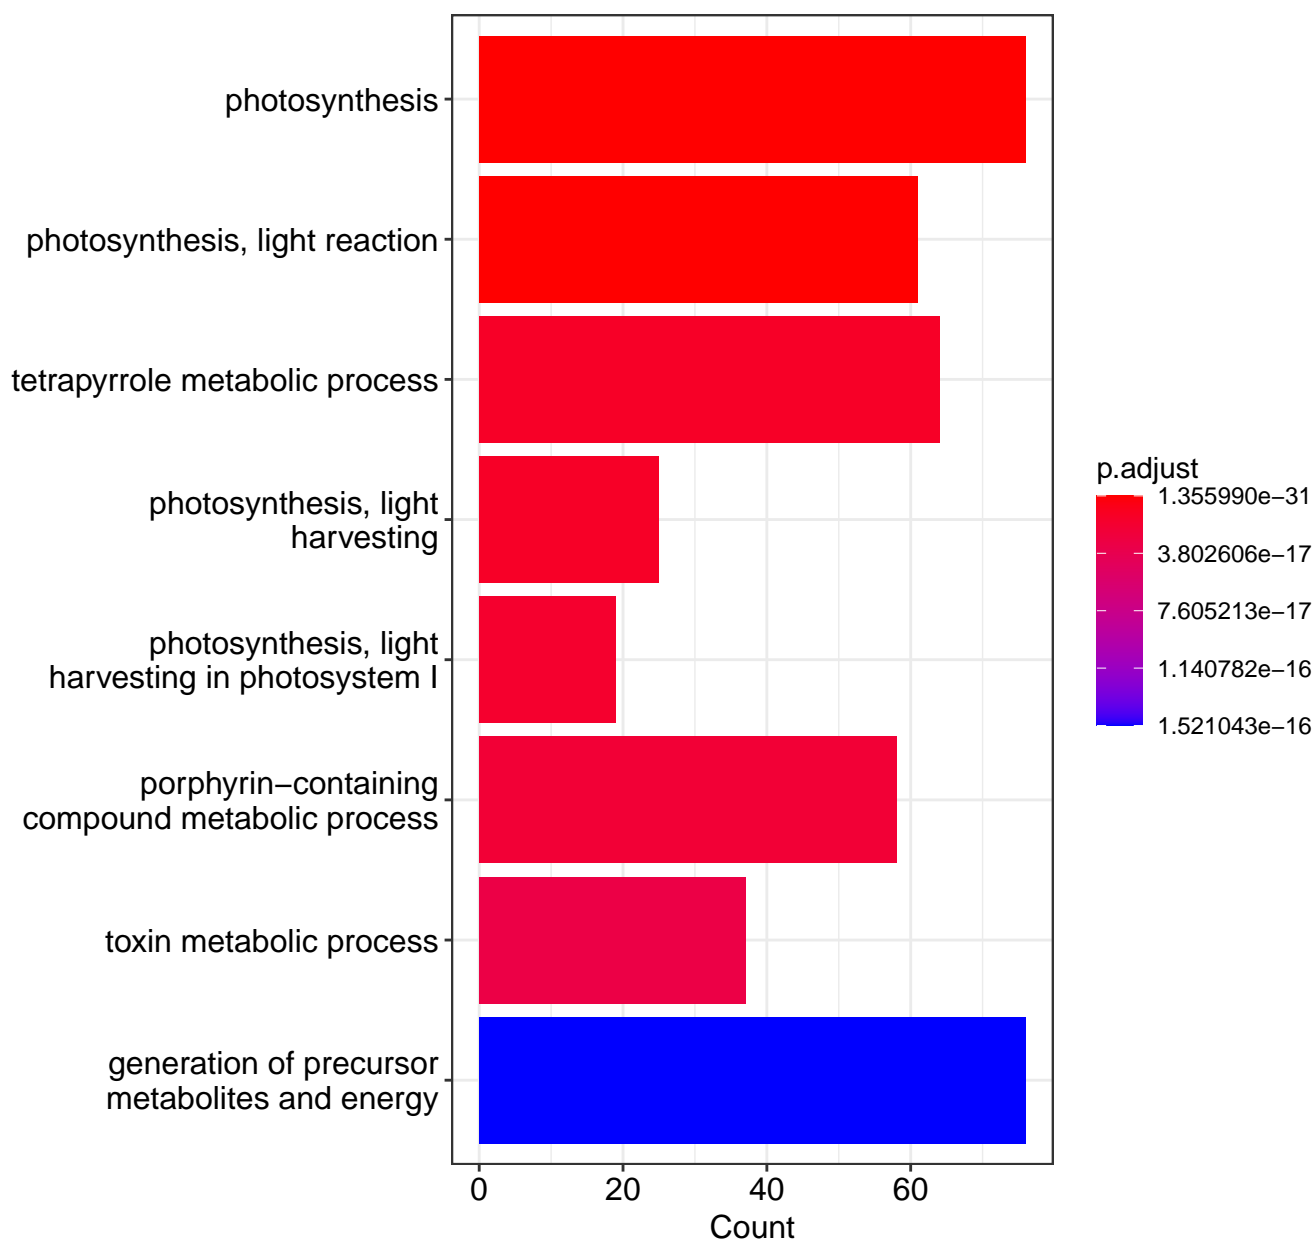 photosynthesis
photosynthesis, light reaction
tetrapyrrole metabolic process
photosynthesis, light
harvesting
photosynthesis, light
harvesting in photosystem I
porphyrin−containing
compound metabolic process
toxin metabolic process
generation of precursor
metabolites and energy
0 20 40 60
Count
p.adjust
1.355990e−31
3.802606e−17
7.605213e−17
1.140782e−16
1.521043e−16